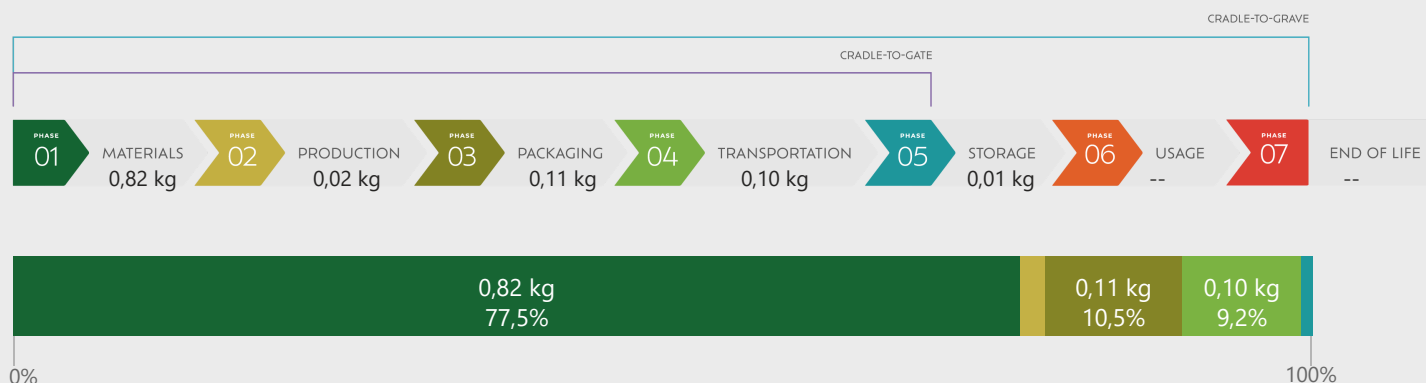 CRADLE-TO-GRAVE
CRADLE-TO-GATE
PHASE
01
MATERIALS
0,82 kg
PHASE
02
PRODUCTION
0,02 kg
PHASE
03
PACKAGING
0,11 kg
PHASE
04
TRANSPORTATION
0,10 kg
PHASE
05
STORAGE
0,01 kg
PHASE
06
USAGE
--
PHASE
07
END OF LIFE
--
0,82 kg
77,5%
0,11 kg
10,5%
0,10 kg
9,2%
0%
100%